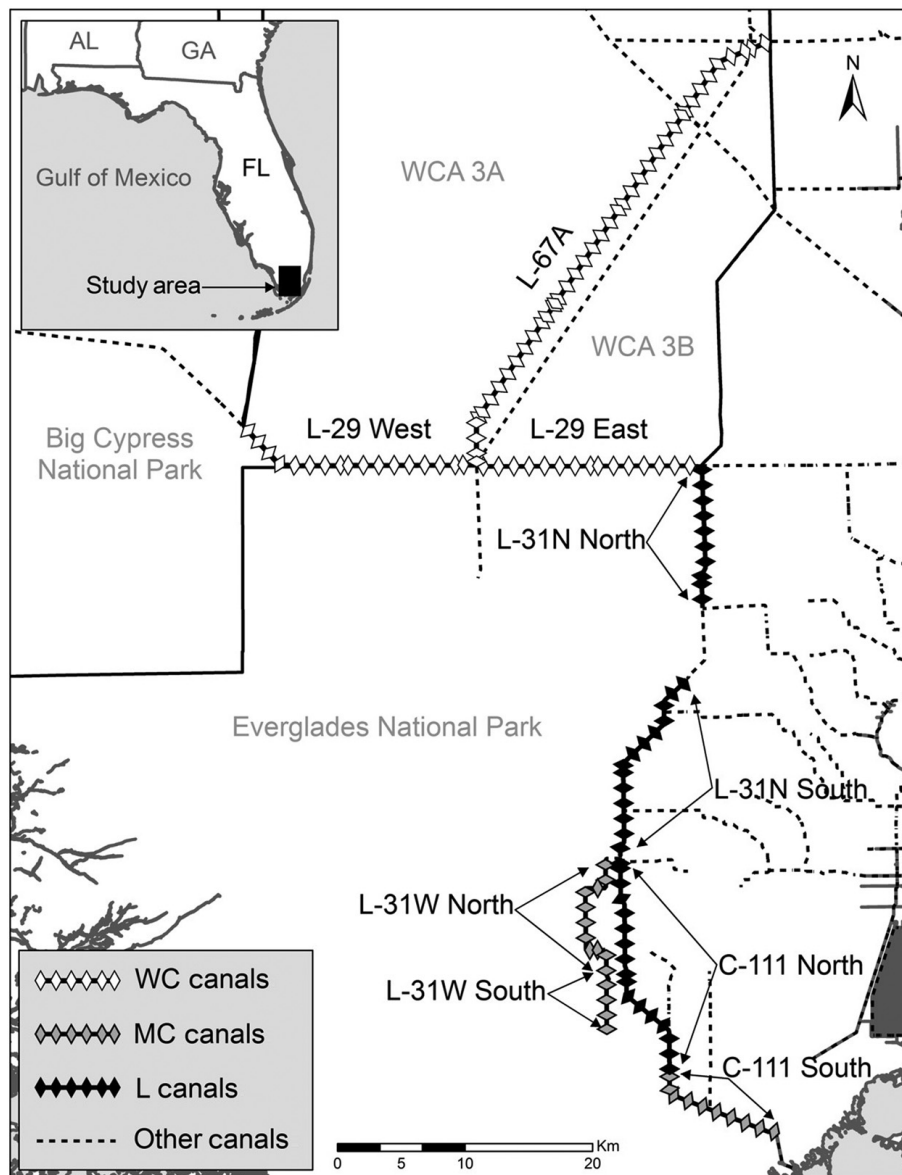 AL
GA
FL
Gulf of Mexico
Study area
WCA 3A
N
L-67A
WCA 3B
Big Cypress
National Park
L-29 West
L-29 East
L-31N North
Everglades National Park
L-31N South
L-31W North
L-31W South
C-111 North
C-111 South
WC canals
MC canals
L canals
Other canals
Km
0 5 10 20